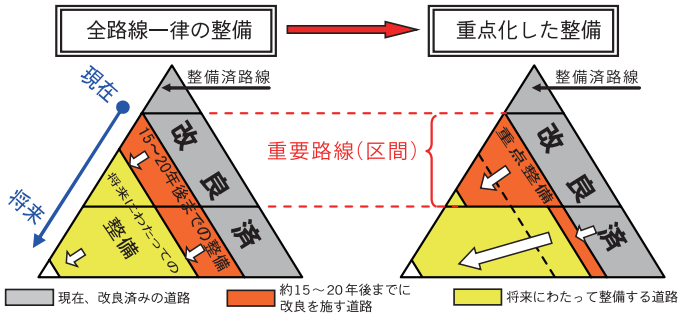 全路線一律の整備
重点化した整備
現在
整備済路線
整備済路線
改良済
15～20年後までの整備
重要路線(区間)
改良済
重点整備
将来
将来にわたっての
整備
現在、改良済みの道路
約15～20年後までに
改良を施す道路
将来にわたって整備する道路